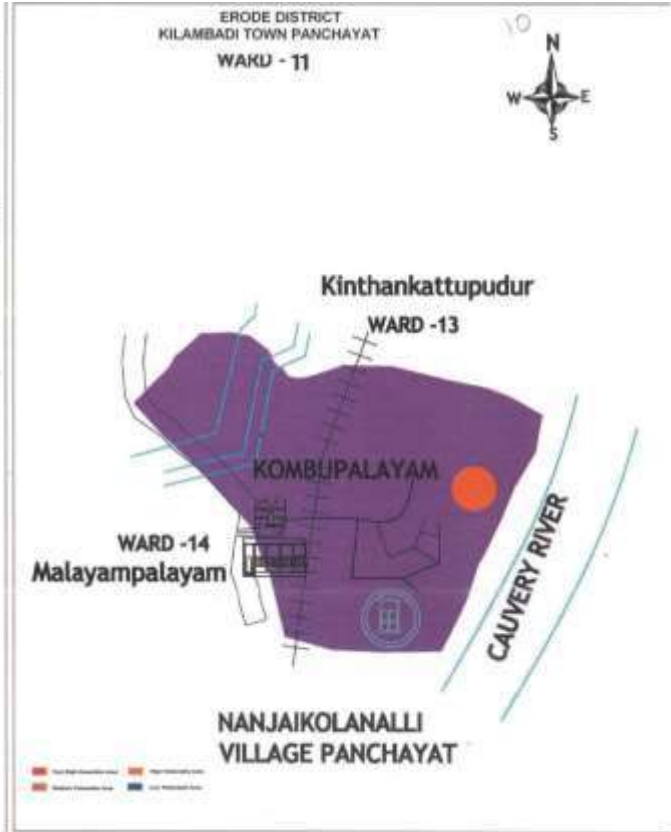 ERODE DISTRICT
KILAMBADI TOWN PANCHAYAT
WARD - 11
10
N
W E
S
Kinthankattupudur
WARD -13
KOMBUPALAYAM
WARD -14
Malayampalayam
CAUVERY RIVER
NANJAIKOLANALLI
VILLAGE PANCHAYAT